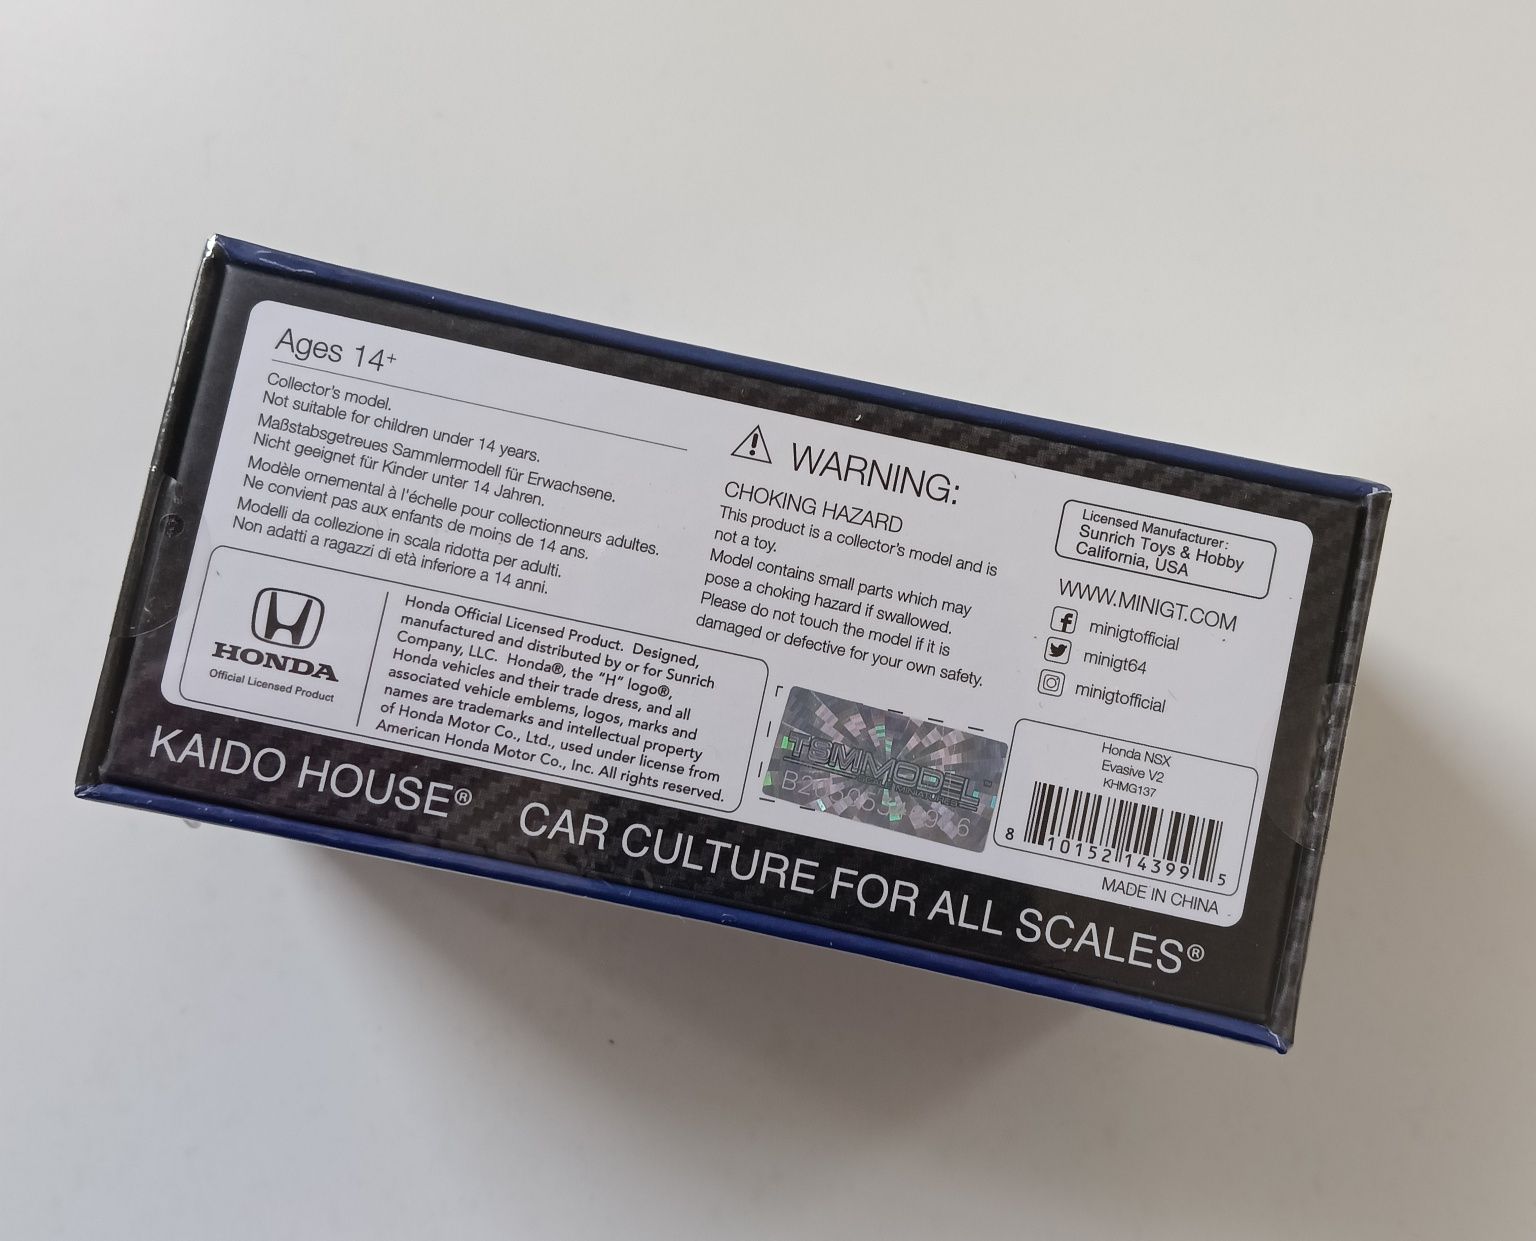 Ages 14+
Collector's model.
Not suitable for children under 14 years.
Maßstabsgetreues Sammlermodell für Erwachsene.
Nicht geeignet für Kinder unter 14 Jahren.
Modèle ornemental à l'échelle pour collectionneurs adultes.
Ne convient pas aux enfants de moins de 14 ans.
Modelli da collezione in scala ridotta per adulti.
Non adatti a ragazzi di età inferiore a 14 anni.
HONDA
Official Licensed Product
Honda Official Licensed Product. Designed,
manufactured and distributed by or for Sunrich
Company, LLC. Honda®, the "H" logo®,
Honda vehicles and their trade dress, and all
associated vehicle emblems, logos, marks and
names are trademarks and intellectual property
of Honda Motor Co., Ltd., used under license from
American Honda Motor Co., Inc. All rights reserved.
WARNING:
CHOKING HAZARD
This product is a collector's model and is
not a toy.
Model contains small parts which may
pose a choking hazard if swallowed.
Please do not touch the model if it is
damaged or defective for your own safety.
TSMMODEL
MINIATURES
Licensed Manufacturer:
Sunrich Toys & Hobby
California, USA
WWW.MINIGT.COM
minigtofficial
minigt64
minigtofficial
Honda NSX
Evasive V2
KHMG137
8 10152 14399 5
MADE IN CHINA
KAIDO HOUSE® CAR CULTURE FOR ALL SCALES®